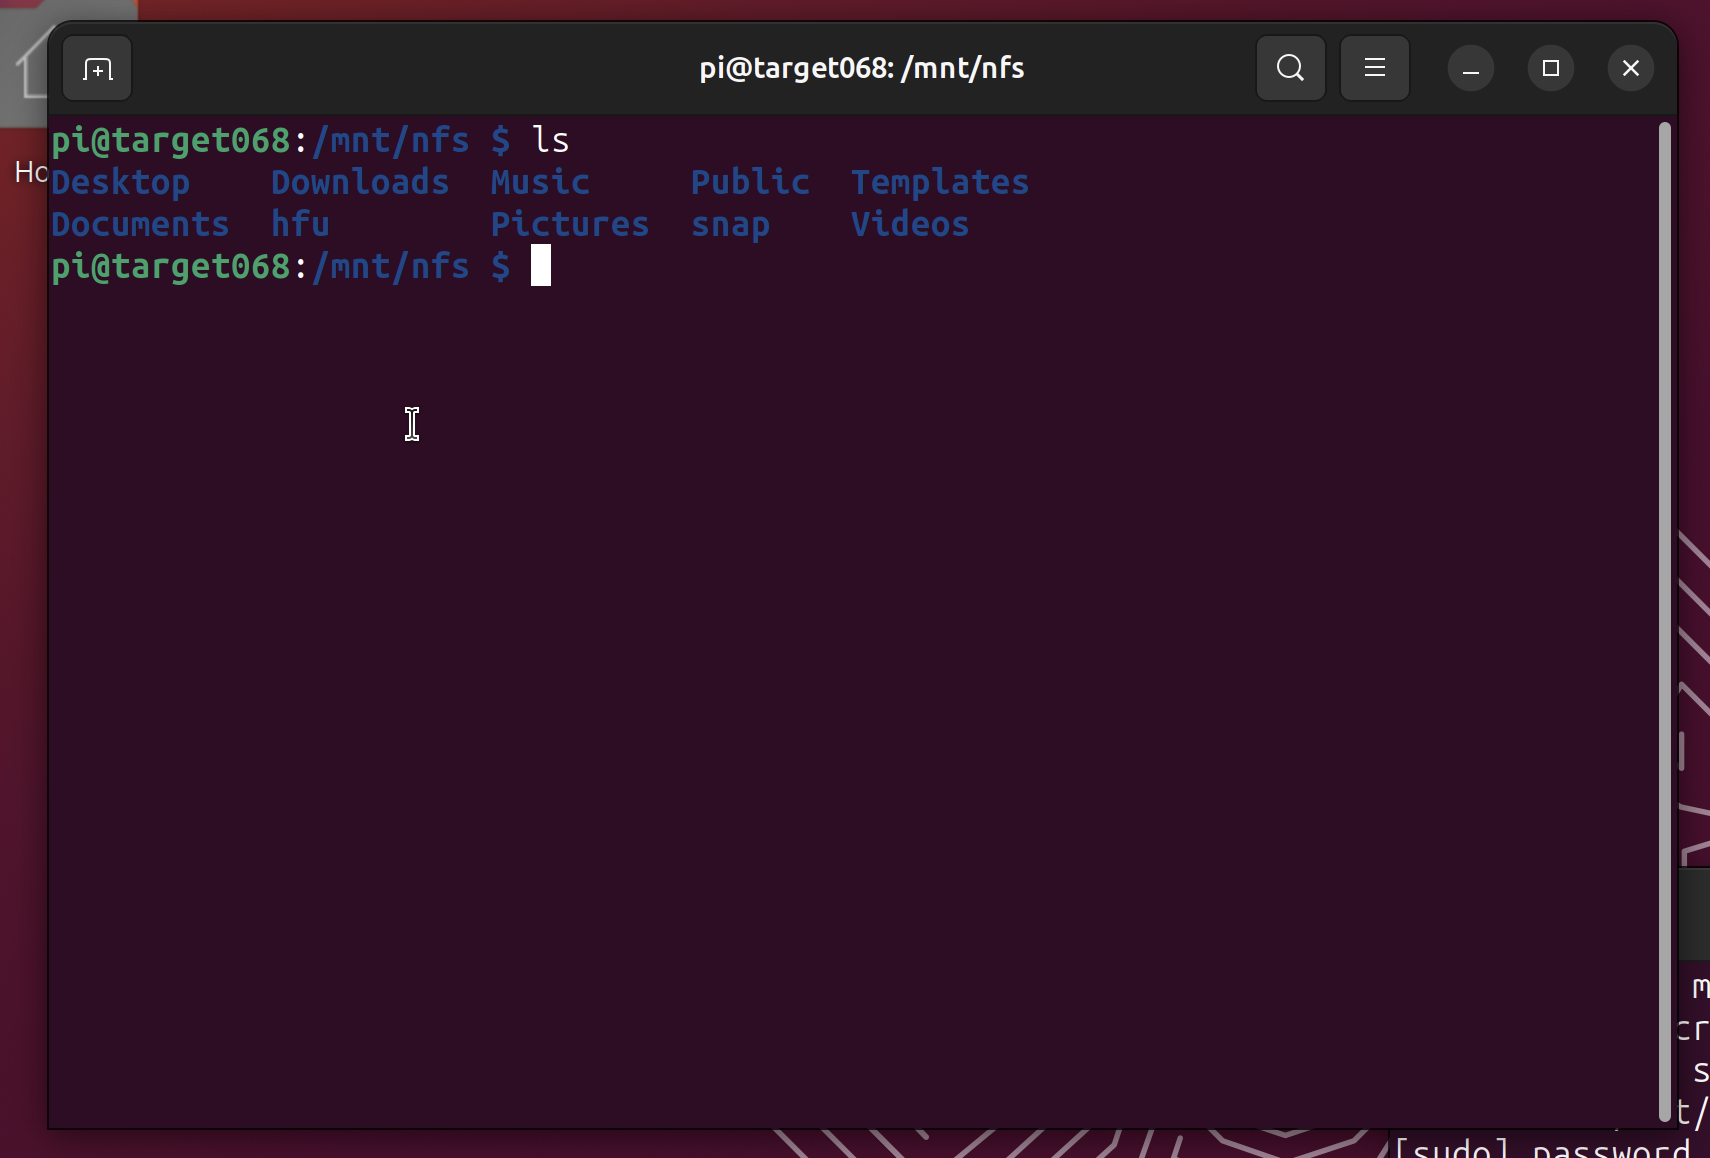 pi@target068: /mnt/nfs
pi@target068:/mnt/nfs $ ls
Desktop Downloads Music Public Templates
Documents hfu Pictures snap Videos
pi@target068:/mnt/nfs $
Ho
m
cr
s
t/
[sudo] password